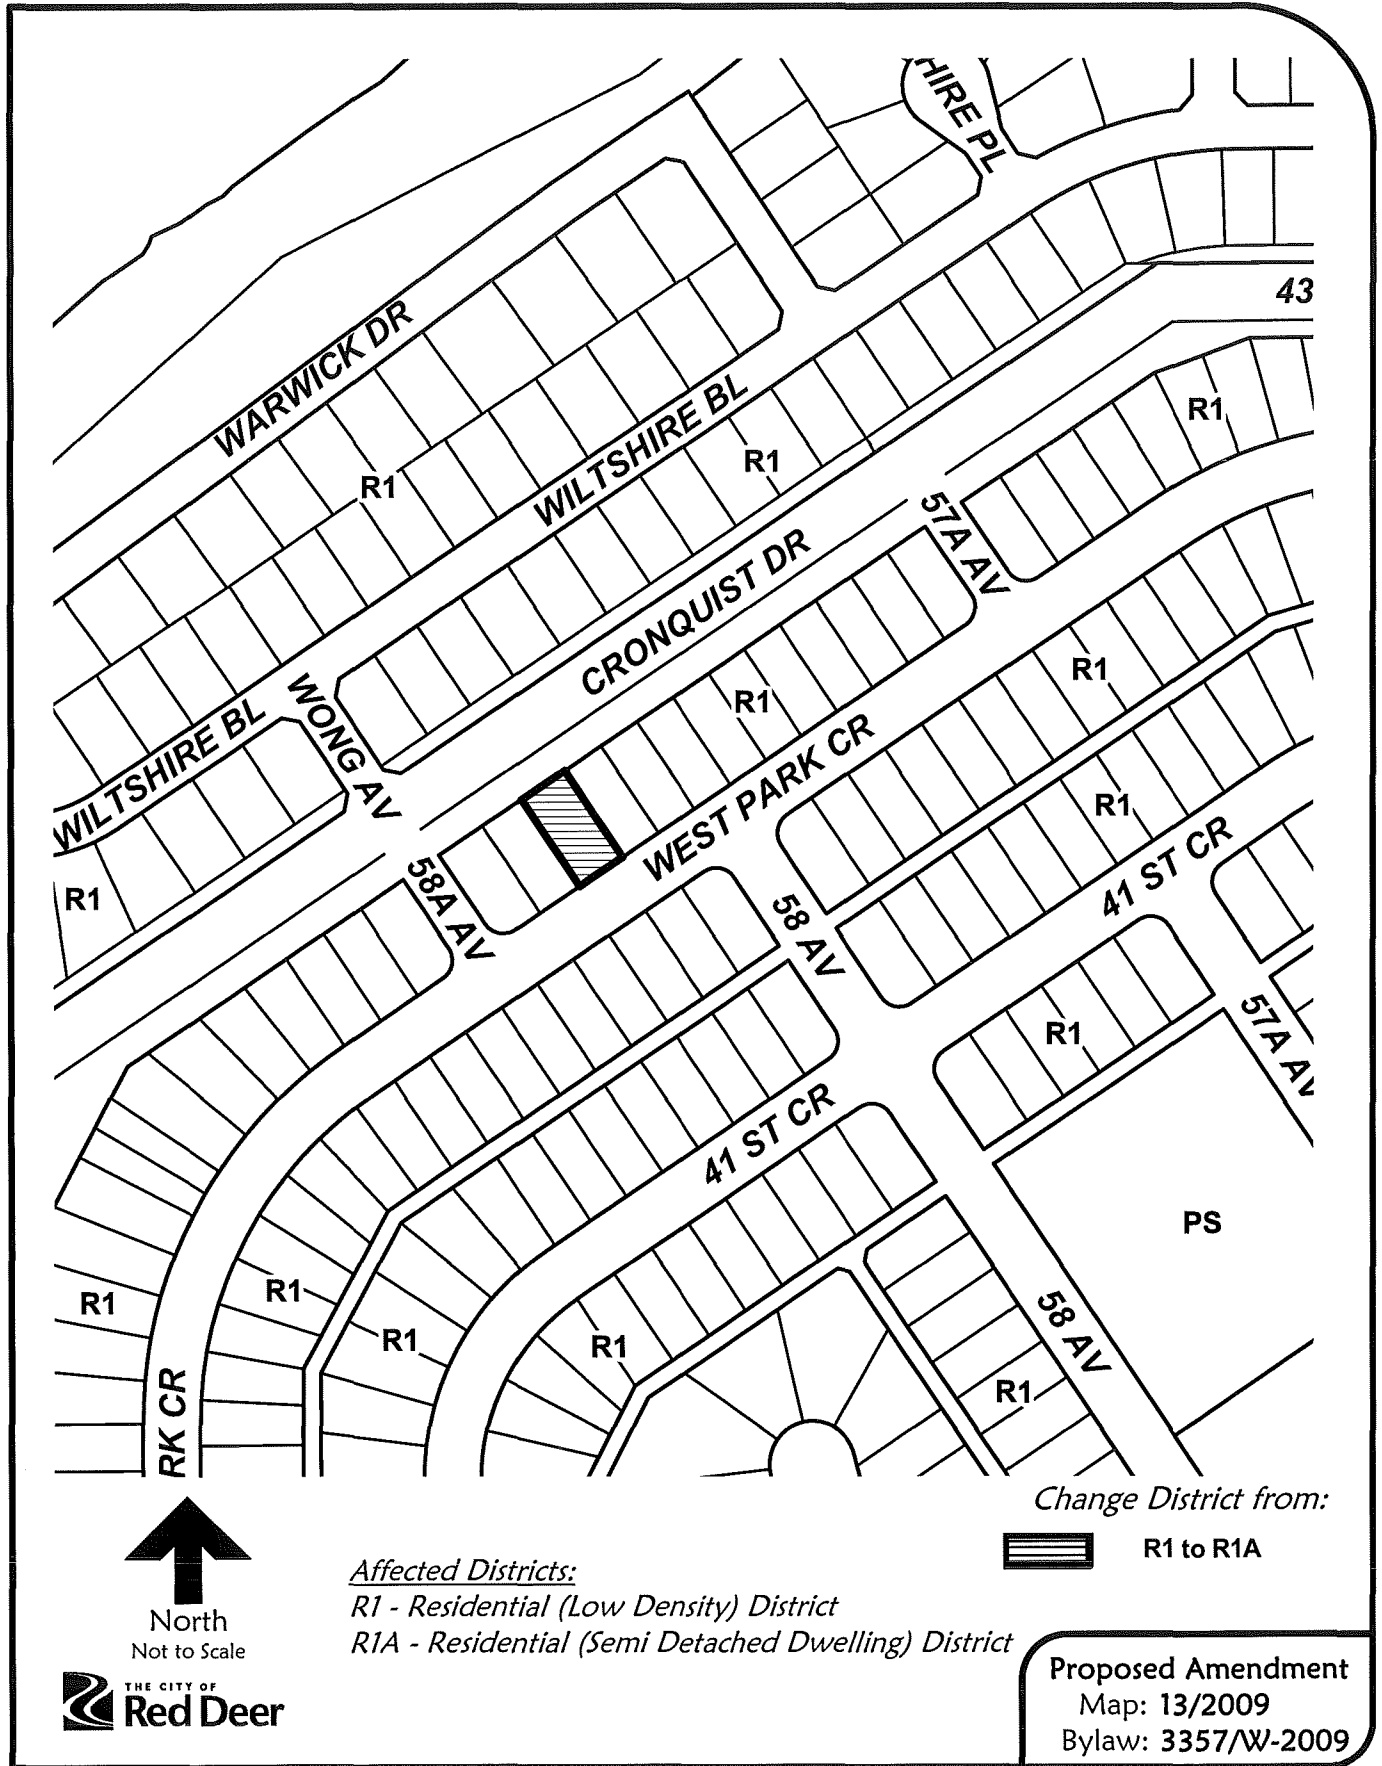 HIRE PL
43
WARWICK DR
R1
WILTSHIRE BL
R1
R1
57A AV
CRONQUIST DR
R1
R1
WONG AV
WILTSHIRE BL
WEST PARK CR
R1
41 ST CR
R1
58A AV
58 AV
57A AV
R1
41 ST CR
PS
R1
R1
R1
R1
58 AV
R1
RK CR
Change District from:
R1 to R1A
North
Not to Scale
Affected Districts:
R1 - Residential (Low Density) District
R1A - Residential (Semi Detached Dwelling) District
THE CITY OF
Red Deer
Proposed Amendment
Map: 13/2009
Bylaw: 3357/W-2009